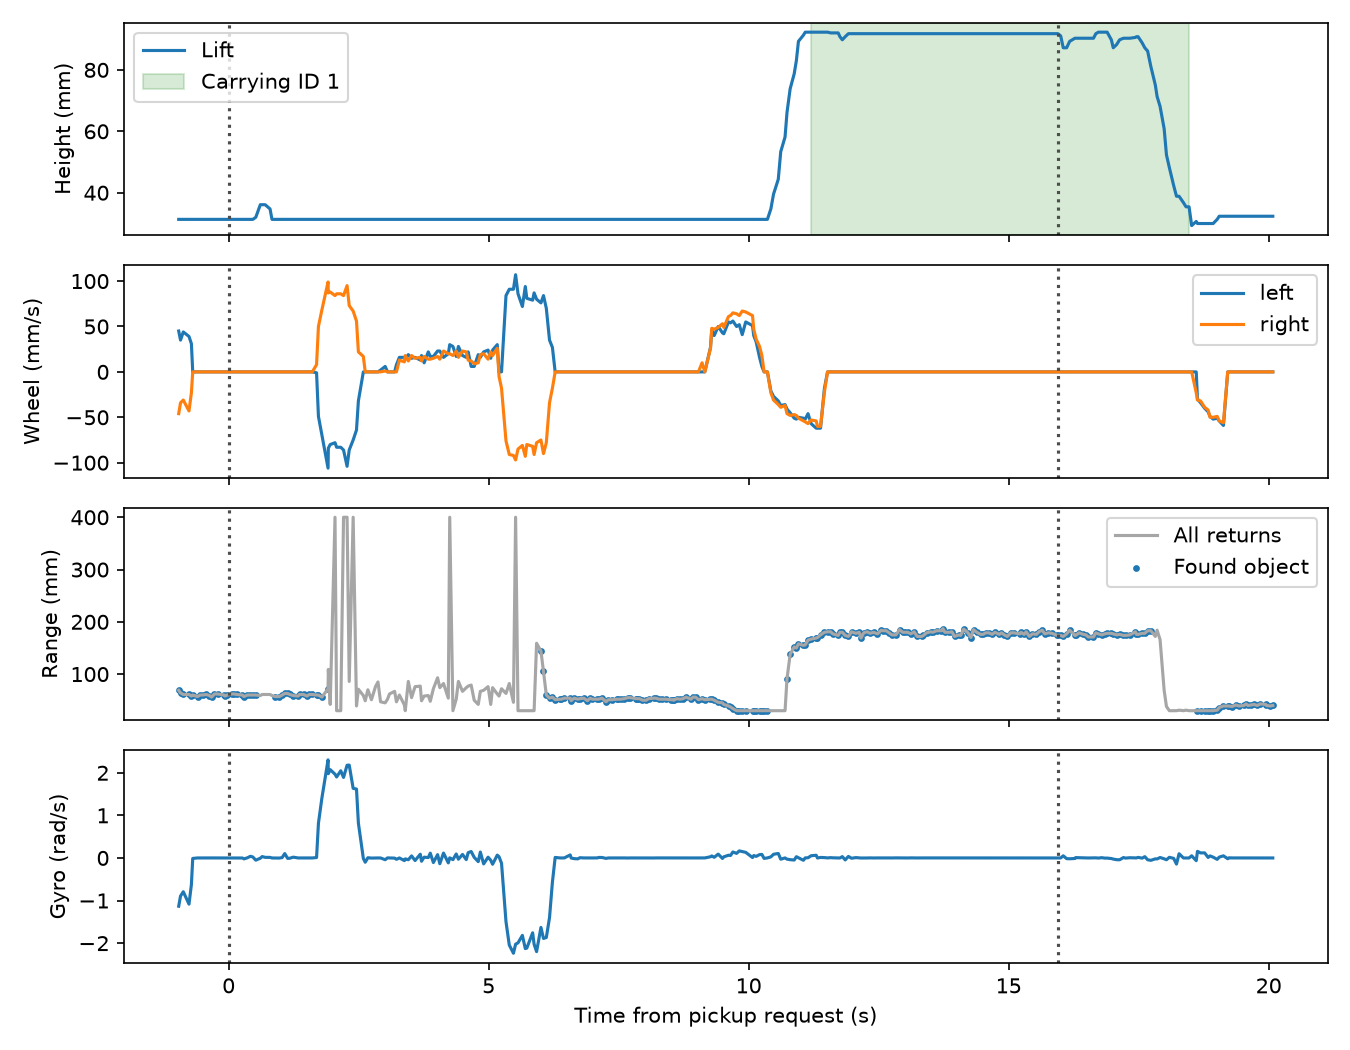 Height (mm)
80
60
40
Lift
Carrying ID 1
Wheel (mm/s)
100
50
0
−50
−100
left
right
Range (mm)
400
300
200
100
All returns
Found object
Gyro (rad/s)
2
1
0
−1
−2
0 5 10 15 20
Time from pickup request (s)